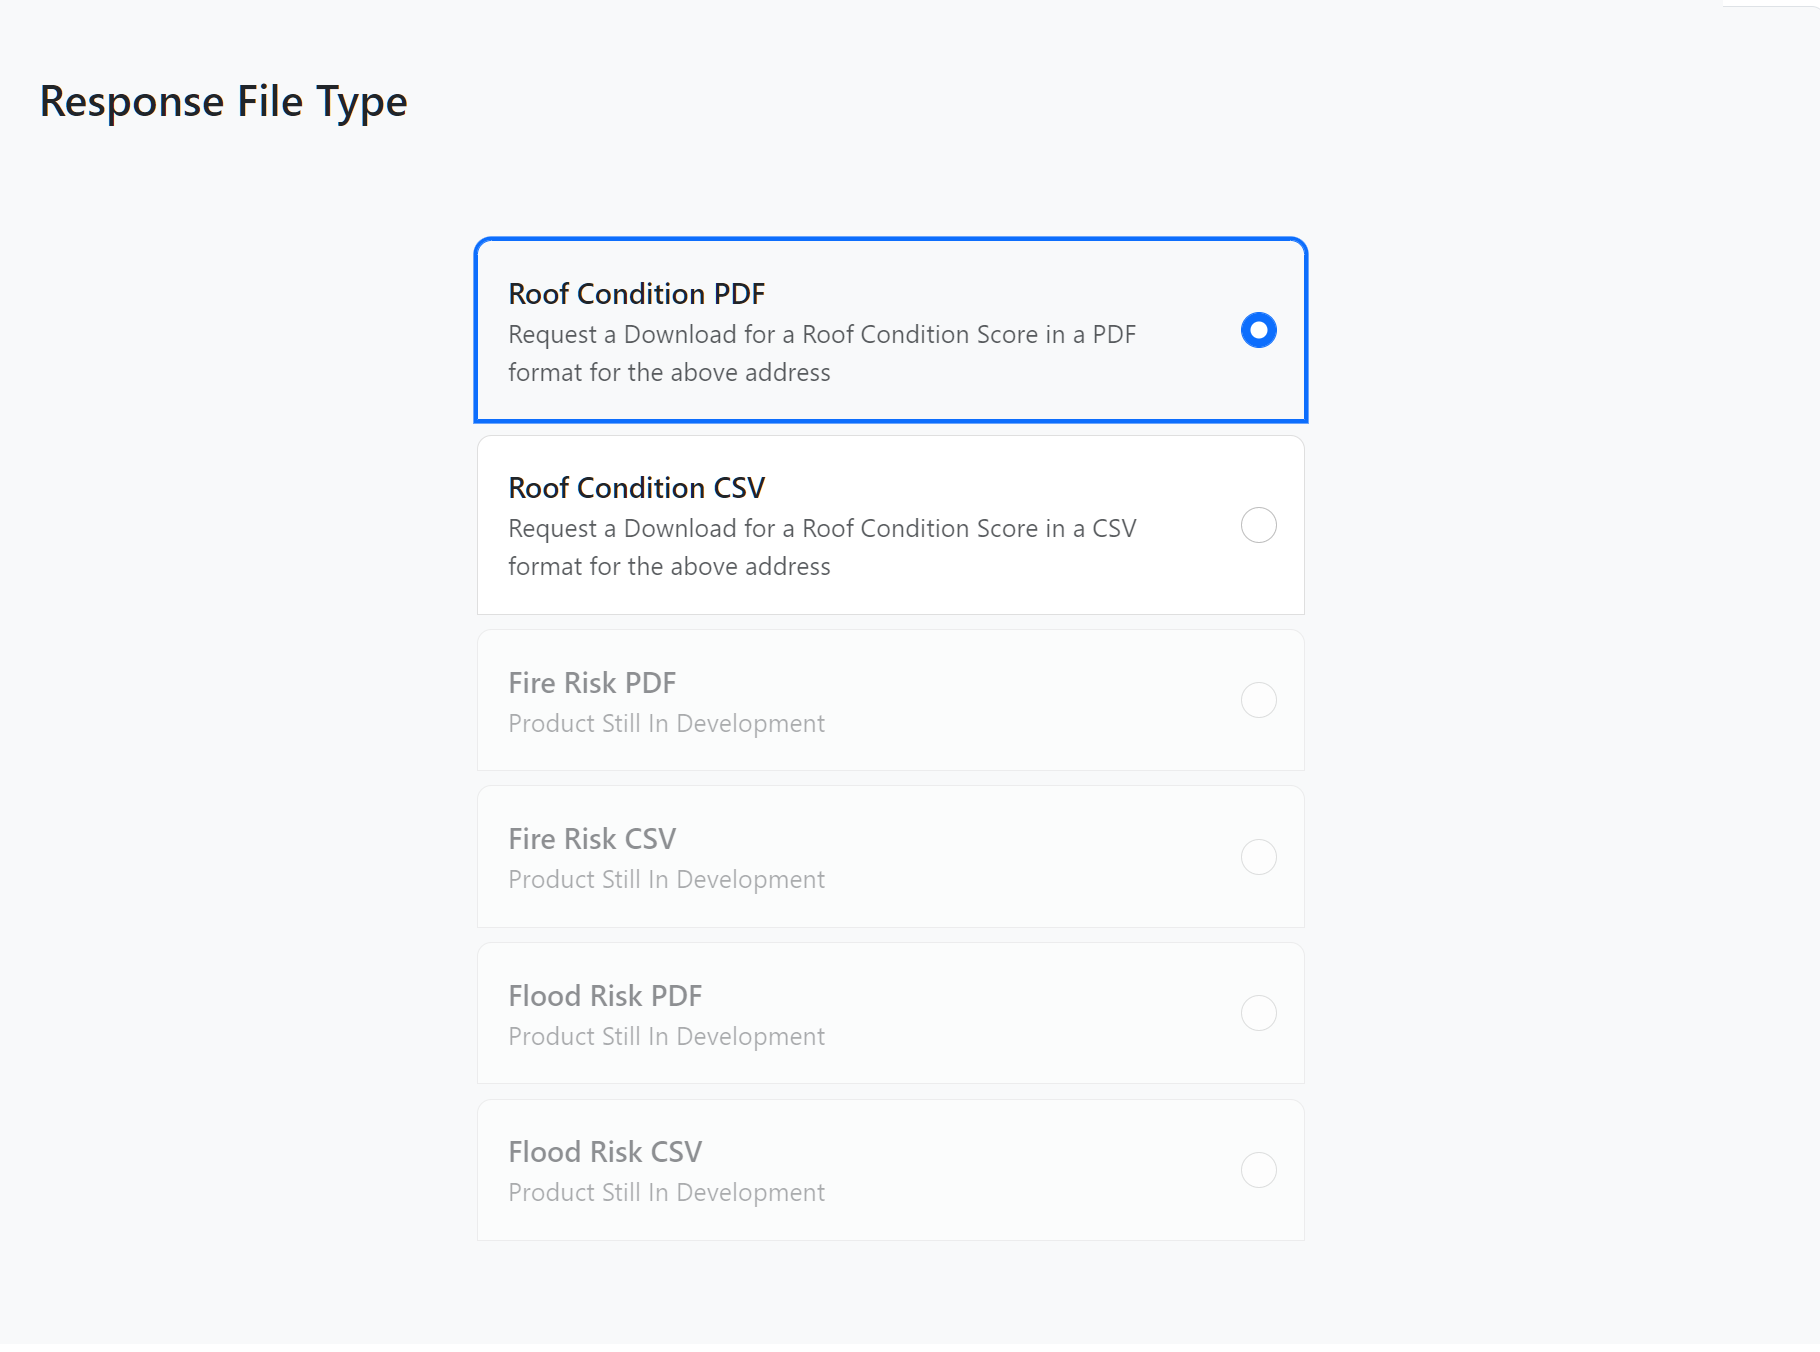 Response File Type
Roof Condition PDF
Request a Download for a Roof Condition Score in a PDF
format for the above address
Roof Condition CSV
Request a Download for a Roof Condition Score in a CSV
format for the above address
Fire Risk PDF
Product Still In Development
Fire Risk CSV
Product Still In Development
Flood Risk PDF
Product Still In Development
Flood Risk CSV
Product Still In Development